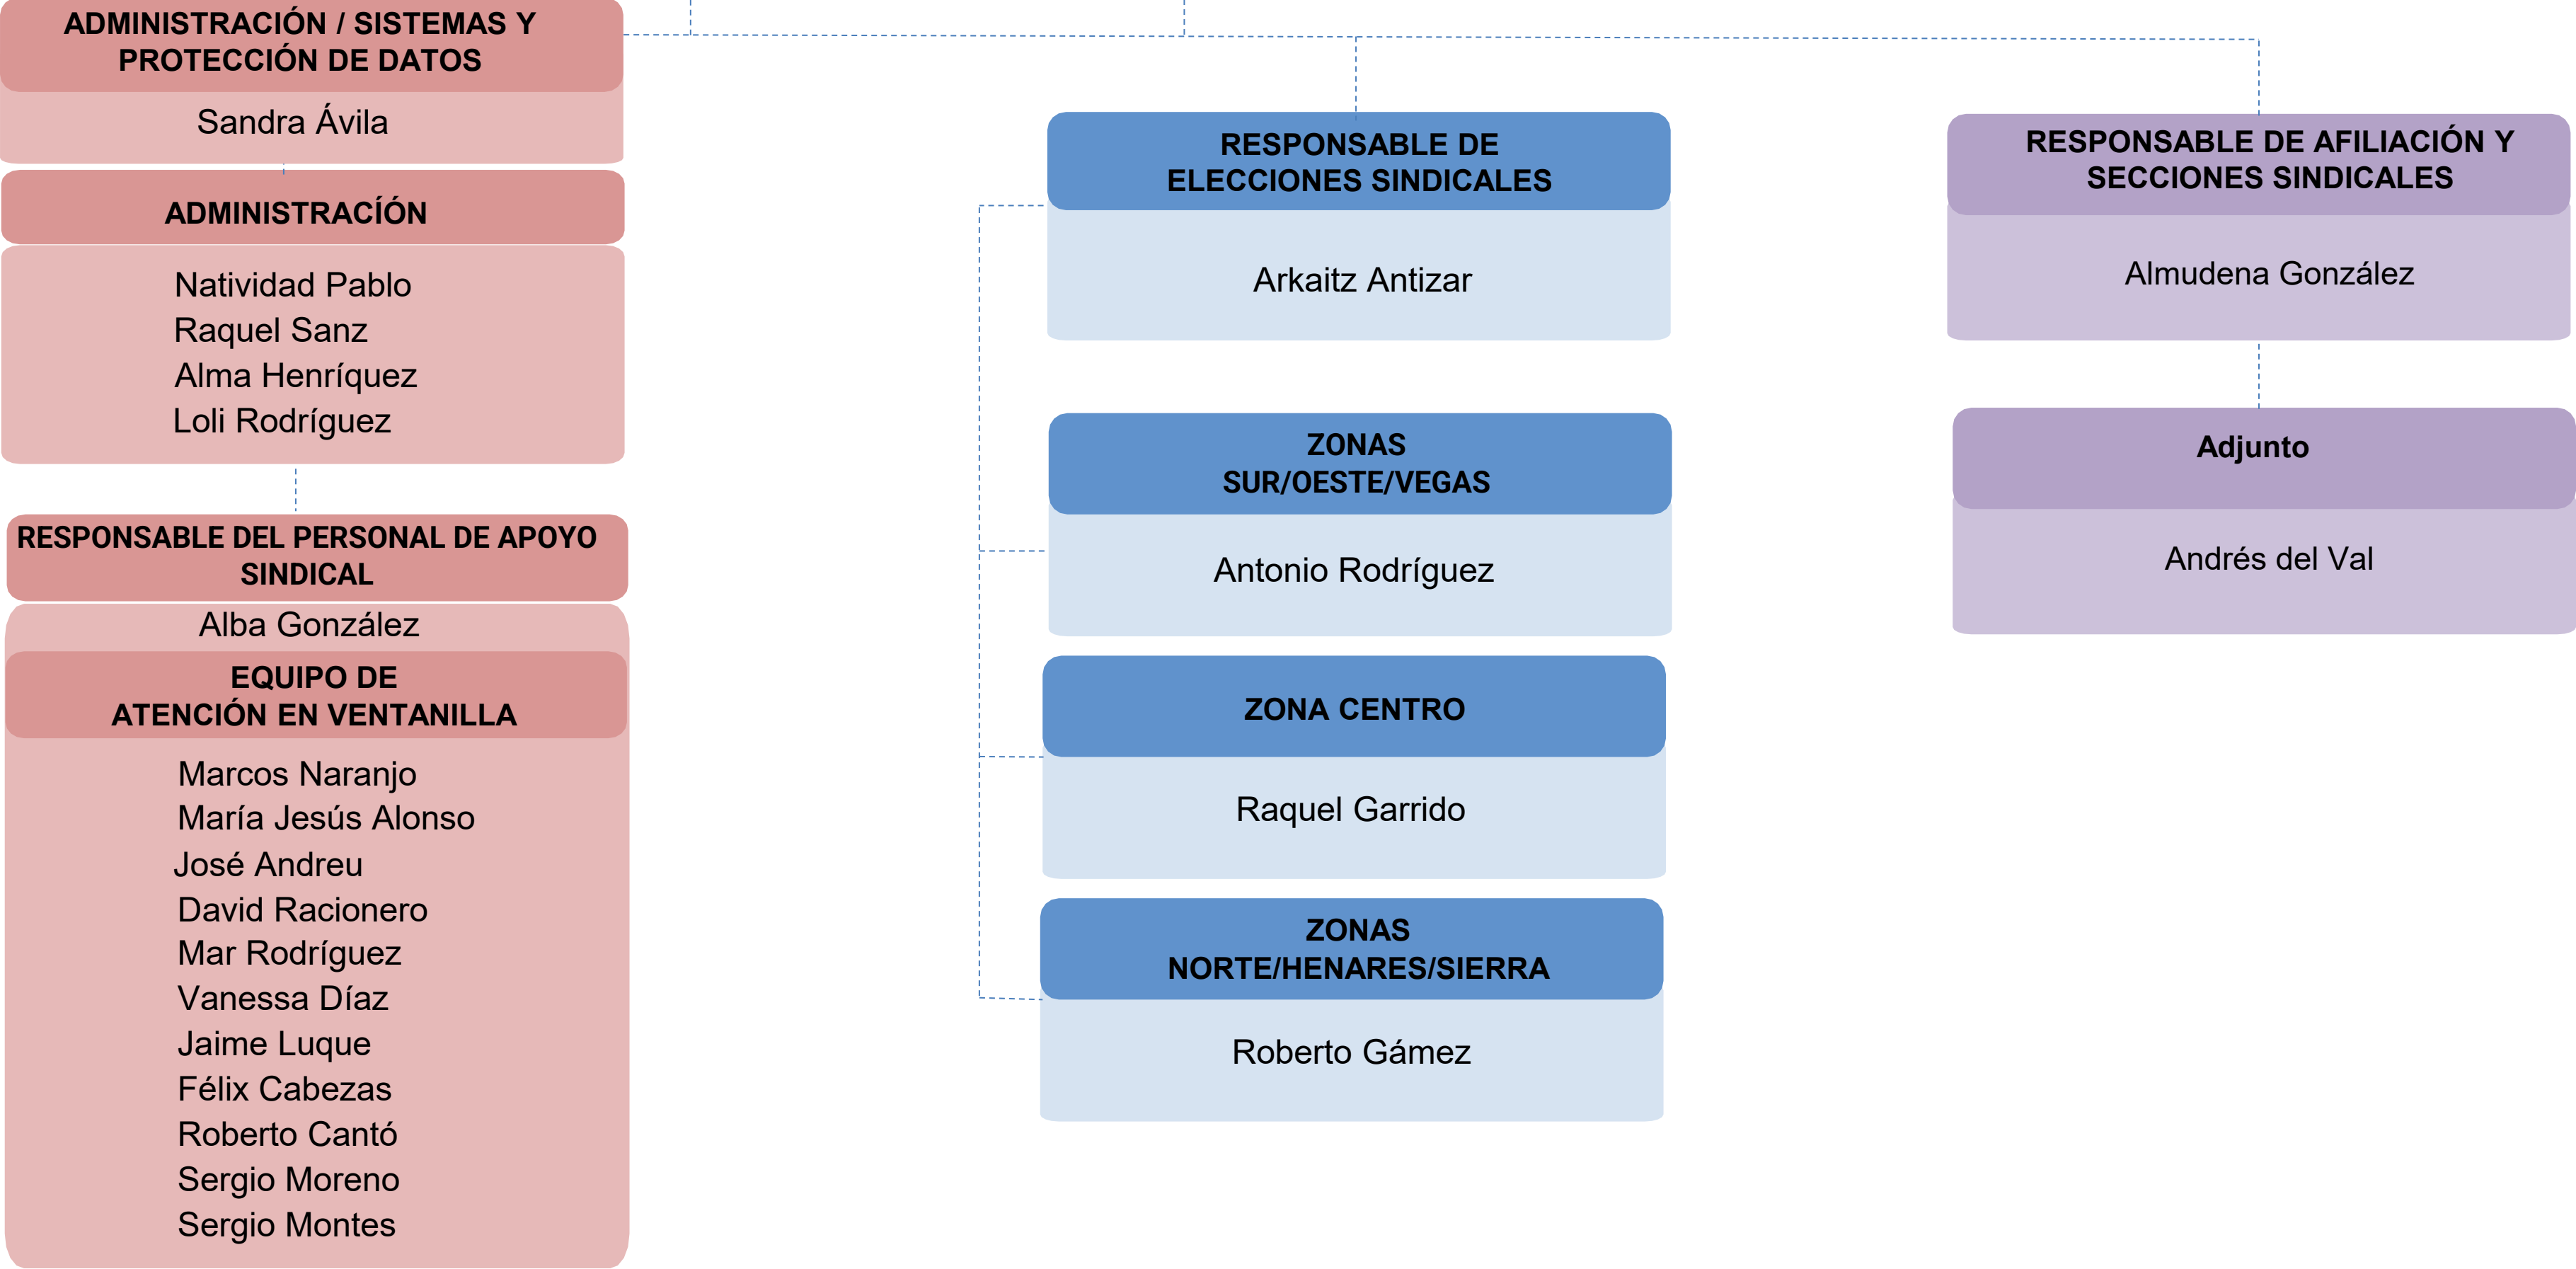 ADMINISTRACIÓN / SISTEMAS Y
PROTECCIÓN DE DATOS
Sandra Ávila
ADMINISTRACÍÓN
Natividad Pablo
Raquel Sanz
Alma Henríquez
Loli Rodríguez
RESPONSABLE DEL PERSONAL DE APOYO
SINDICAL
Alba González
EQUIPO DE
ATENCIÓN EN VENTANILLA
Marcos Naranjo
María Jesús Alonso
José Andreu
David Racionero
Mar Rodríguez
Vanessa Díaz
Jaime Luque
Félix Cabezas
Roberto Cantó
Sergio Moreno
Sergio Montes
RESPONSABLE DE
ELECCIONES SINDICALES
Arkaitz Antizar
ZONAS
SUR/OESTE/VEGAS
Antonio Rodríguez
ZONA CENTRO
Raquel Garrido
ZONAS
NORTE/HENARES/SIERRA
Roberto Gámez
RESPONSABLE DE AFILIACIÓN Y
SECCIONES SINDICALES
Almudena González
Adjunto
Andrés del Val